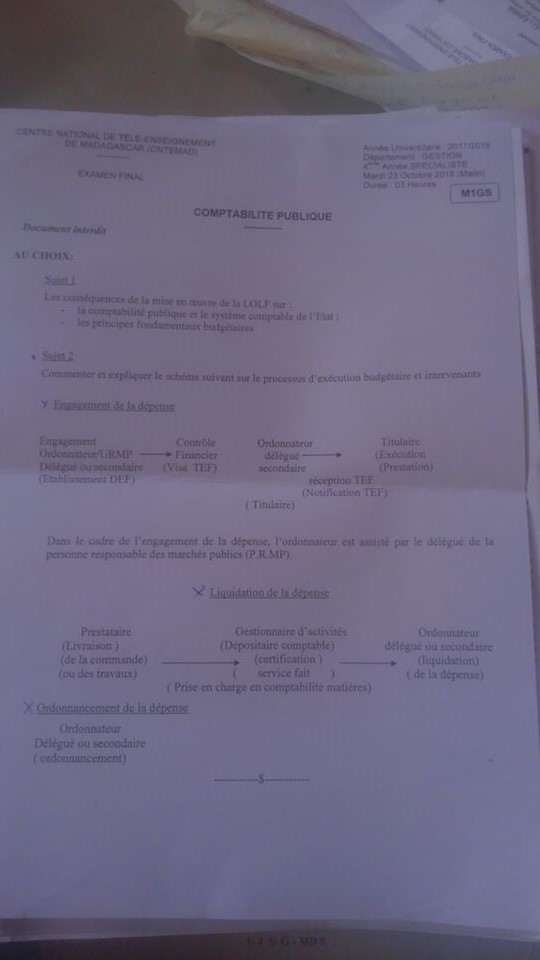 CENTRE NATIONAL DE TELE-ENSEIGNEMENT
DE MADAGASCAR (CNTEMAD)
EXAMEN FINAL
Année Universitaire : 2017/2018
Département : GESTION
4ème Année SPECIALISTE
Mardi 23 Octobre 2018 (Matin)
Durée : 03 Heures
M1GS
COMPTABILITE PUBLIQUE
Document interdit
AU CHOIX:
Sujet 1
Les conséquences de la mise en œuvre de la LOLF sur :
- la comptabilité publique et le système comptable de l'Etat ;
- les principes fondamentaux budgétaires
Sujet 2
Commenter et expliquer le schéma suivant sur le processus d'exécution budgétaire et intervenants
Engagement de la dépense
Engagement Contrôle Ordonnateur Titulaire
Ordonnateur/URMP Financier délégué (Exécution
Délégué ou secondaire (Visa TEF) secondaire (Prestation)
(Etablissement DEF) réception TEF
(Notification TEF)
( Titulaire)
Dans le cadre de l'engagement de la dépense, l'ordonnateur est assisté par le délégué de la
personne responsable des marchés publics (P.R.MP).
Liquidation de la dépense
Prestataire Gestionnaire d'activités Ordonnateur
(Livraison ) (Dépositaire comptable) délégué ou secondaire
(de la commande) (certification ) (liquidation)
(ou des travaux) ( service fait ) ( de la dépense)
( Prise en charge en comptabilité matières)
Ordonnancement de la dépense
Ordonnateur
Délégué ou secondaire
( ordonnancement)
-----------$-----------